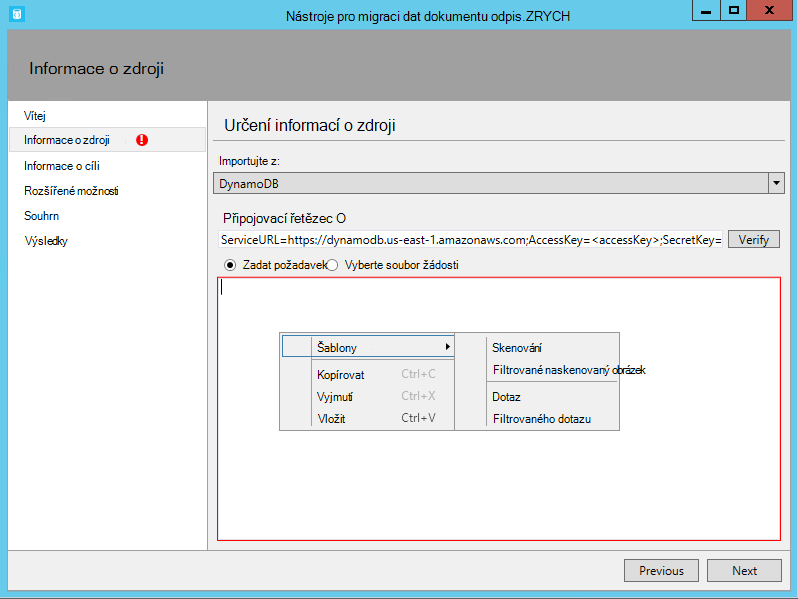 Nástroje pro migraci dat dokumentu odpis.ZRYCH
X
Informace o zdroji
Vítej
Informace o zdroji
Informace o cíli
Rozšířené možnosti
Souhrn
Výsledky
Určení informací o zdroji
Importujte z:
DynamoDB
Připojovací řetězec O
ServiceURL=https://dynamodb.us-east-1.amazonaws.com;AccessKey=<accessKey>;SecretKey=
Verify
Zadat požadavek
Vyberte soubor žádosti
Šablony
Kopírovat Ctrl+C
Vyjmutí Ctrl+X
Vložit Ctrl+V
Skenování
Filtrované naskenovaný obrázek
Dotaz
Filtrovaného dotazu
Previous
Next